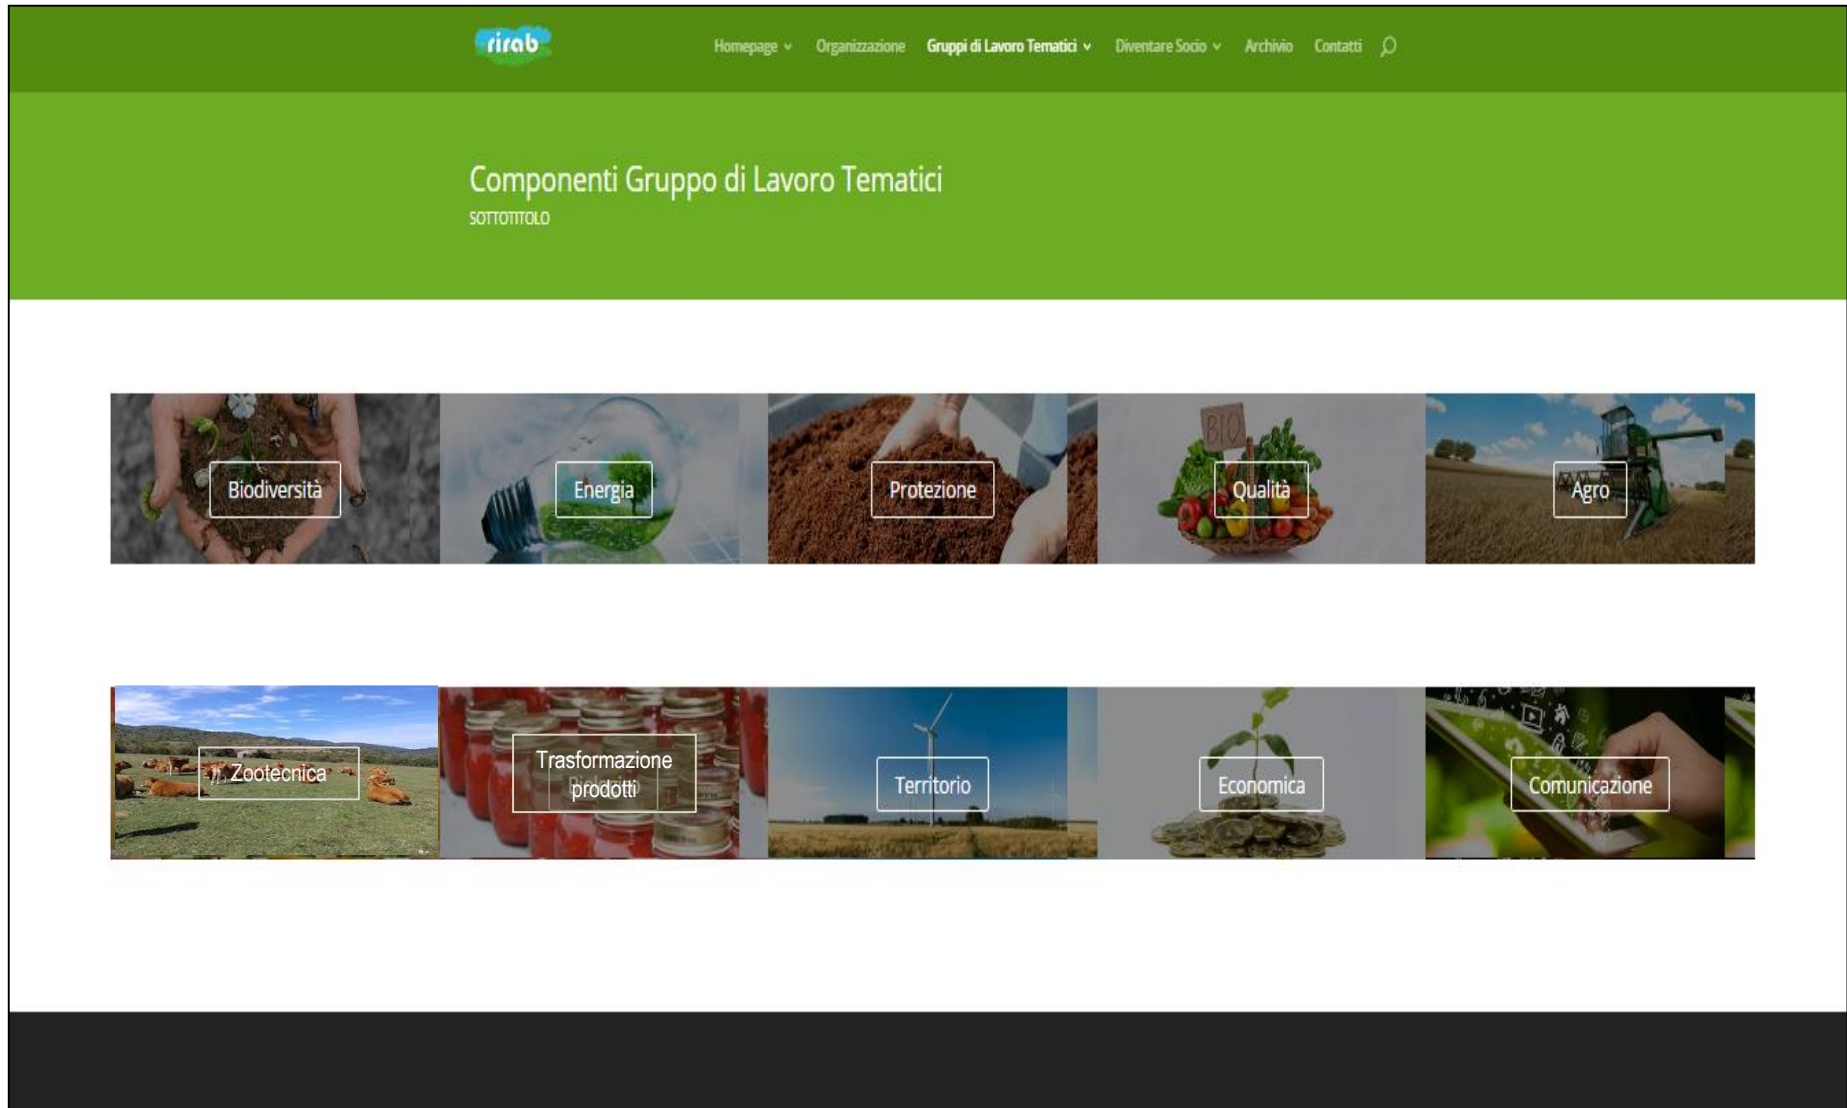 rirab
Homepage Organizzazione Gruppi di Lavoro Tematici Diventare Socio Archivio Contatti
Componenti Gruppo di Lavoro Tematici
SOTTOTITOLO
BIO
Biodiversità Energia Protezione Qualità Agro
Zootecnica
Trasformazione
prodotti
Territorio Economica Comunicazione